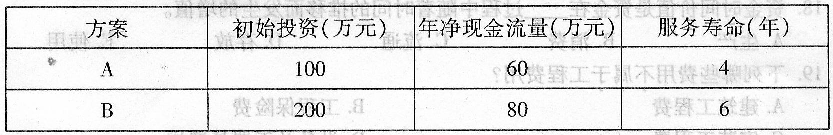 方案 初始投资(万元) 年净现金流量(万元) 服务寿命(年)
A 100 60 4
B 200 80 6